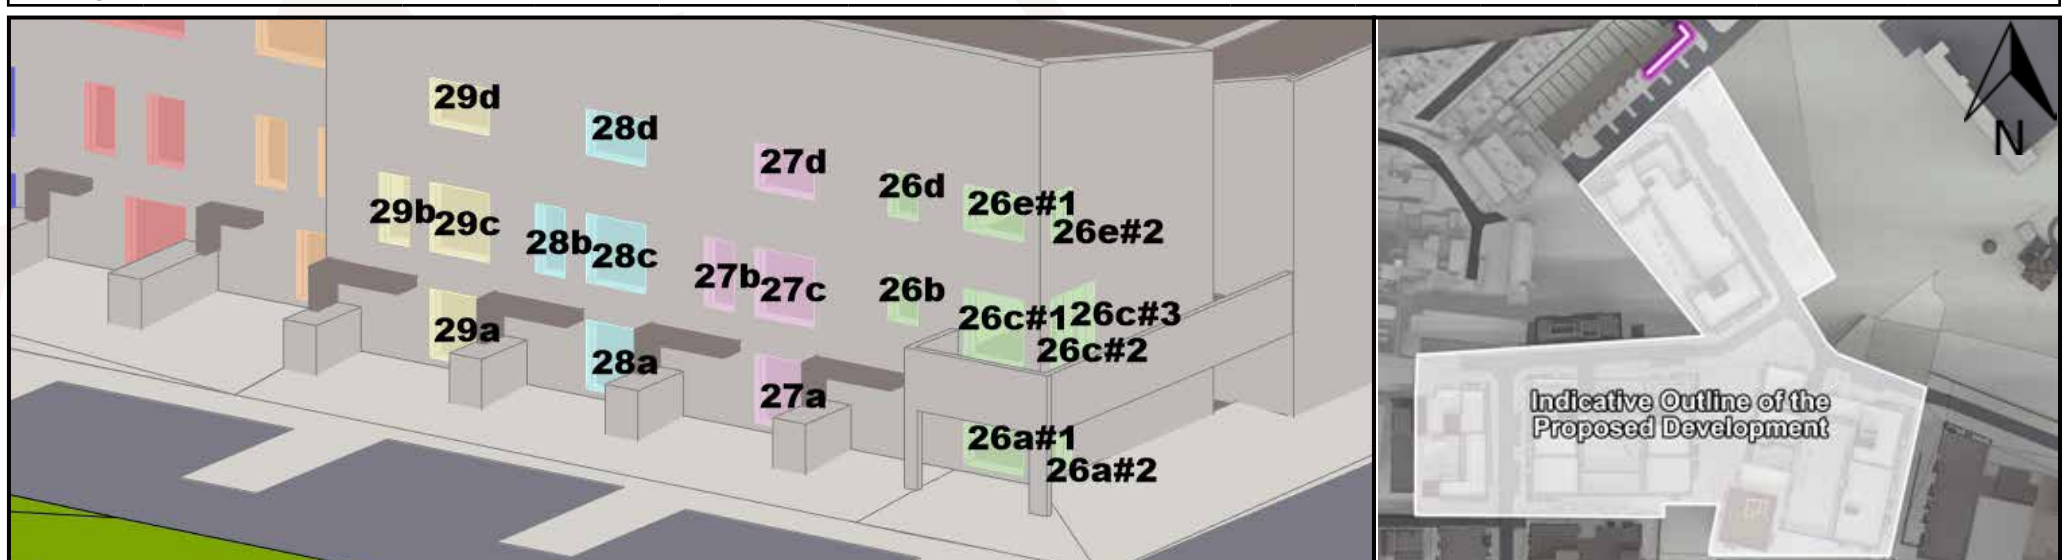 29d
28d
27d
26d
26e#1
26e#2
29b
29c
28b
28c
27b
27c
26b
26c#1
26c#3
26c#2
29a
28a
27a
26a#1
26a#2
N
Indicative Outline of the
Proposed Development